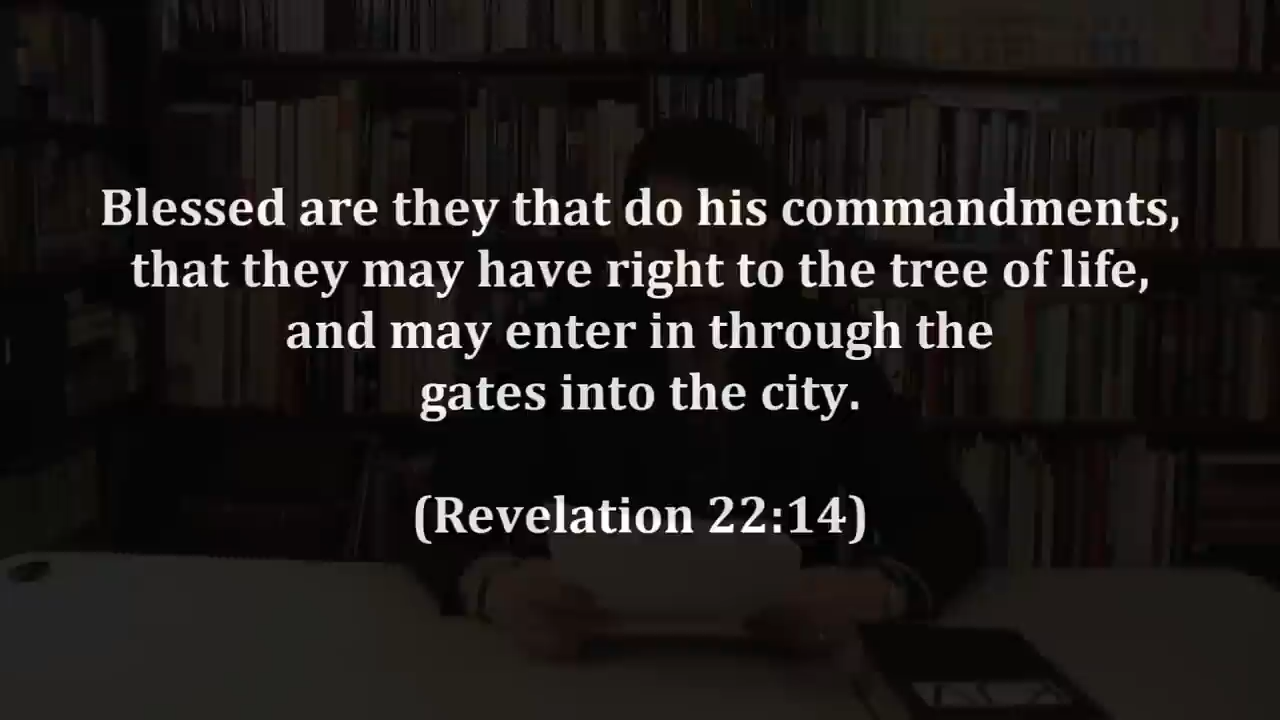 Blessed are they that do his commandments,
that they may have right to the tree of life,
and may enter in through the
gates into the city.
(Revelation 22:14)